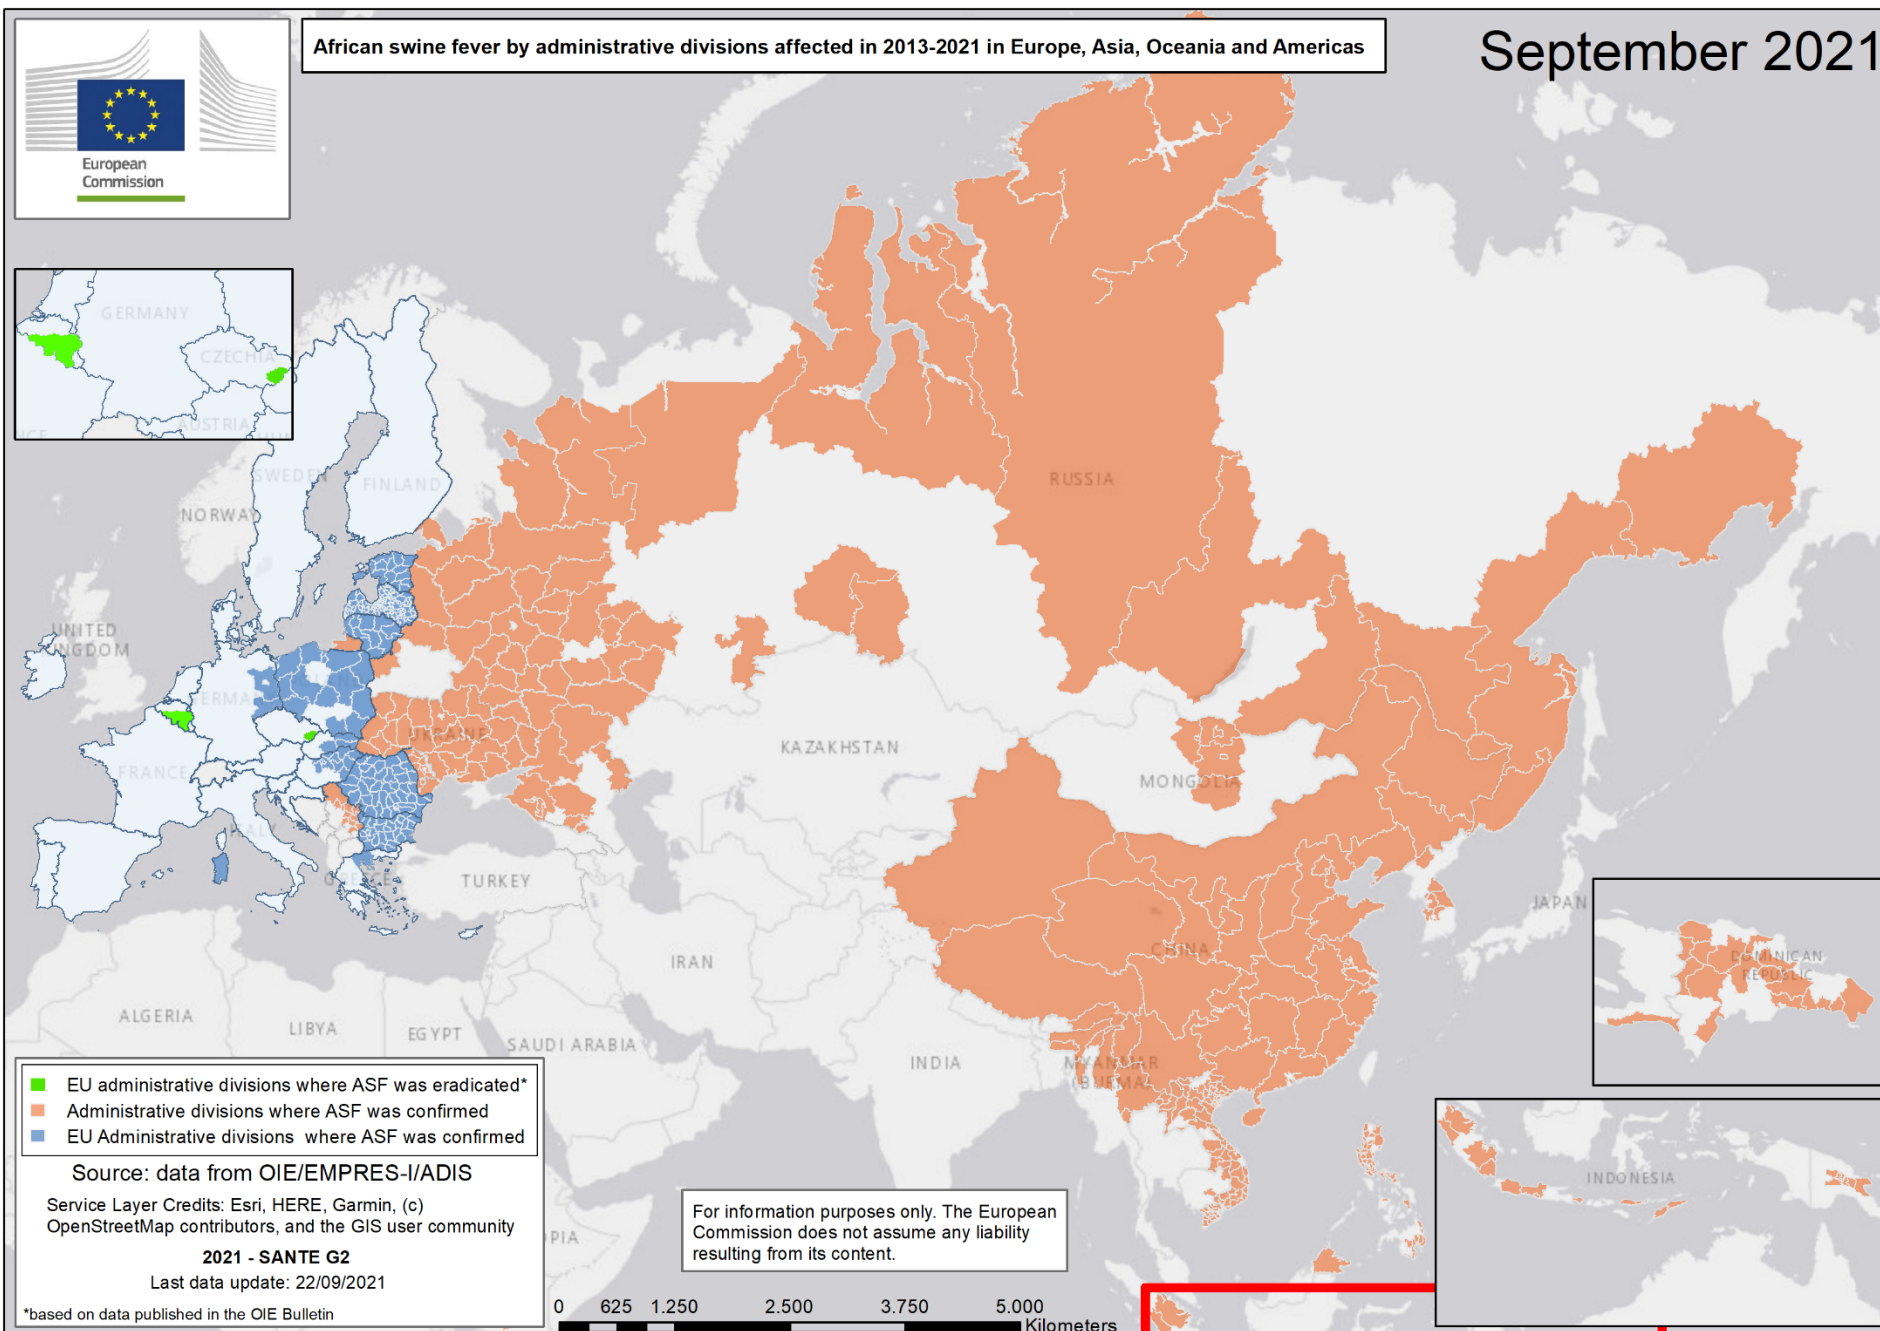 African swine fever by administrative divisions affected in 2013-2021 in Europe, Asia, Oceania and Americas
September 2021
European
Commission
GERMANY
CZECHIA
AUSTRIA
SWEDEN
FINLAND
NORWAY
RUSSIA
UNITED
KINGDOM
UKRAINE
KAZAKHSTAN
MONGOLIA
FRANCE
ITALY
GREECE
TURKEY
JAPAN
CHINA
IRAN
DOMINICAN
REPUBLIC
ALGERIA
LIBYA
EGYPT
SAUDI ARABIA
INDIA
MYANMAR
(BURMA)
INDONESIA
EU administrative divisions where ASF was eradicated*
Administrative divisions where ASF was confirmed
EU Administrative divisions where ASF was confirmed
Source: data from OIE/EMPRES-I/ADIS
Service Layer Credits: Esri, HERE, Garmin, (c)
OpenStreetMap contributors, and the GIS user community
2021 - SANTE G2
Last data update: 22/09/2021
*based on data published in the OIE Bulletin
For information purposes only. The European
Commission does not assume any liability
resulting from its content.
0 625 1.250 2.500 3.750 5.000
Kilometers